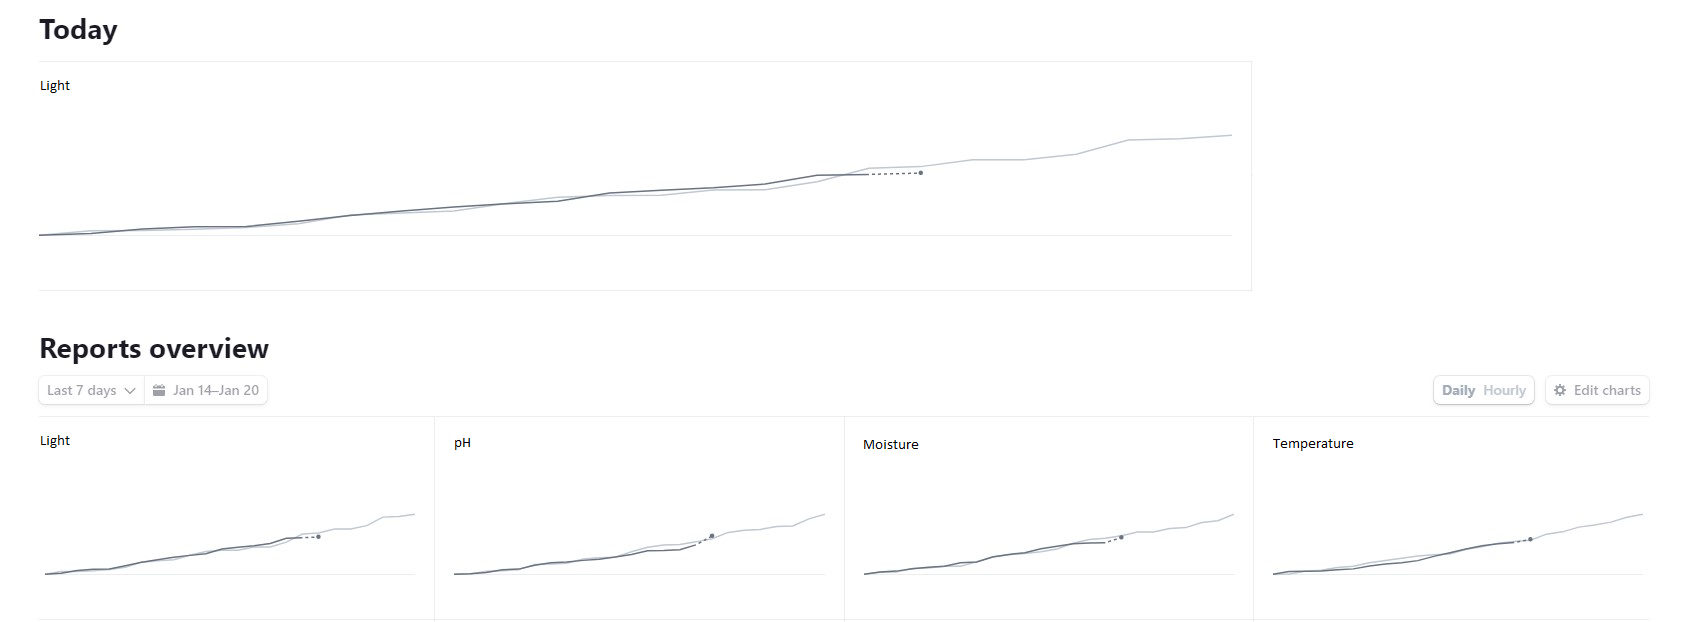 Today
Light
Reports overview
Last 7 days
Jan 14–Jan 20
Daily Hourly
Edit charts
Light
pH
Moisture
Temperature